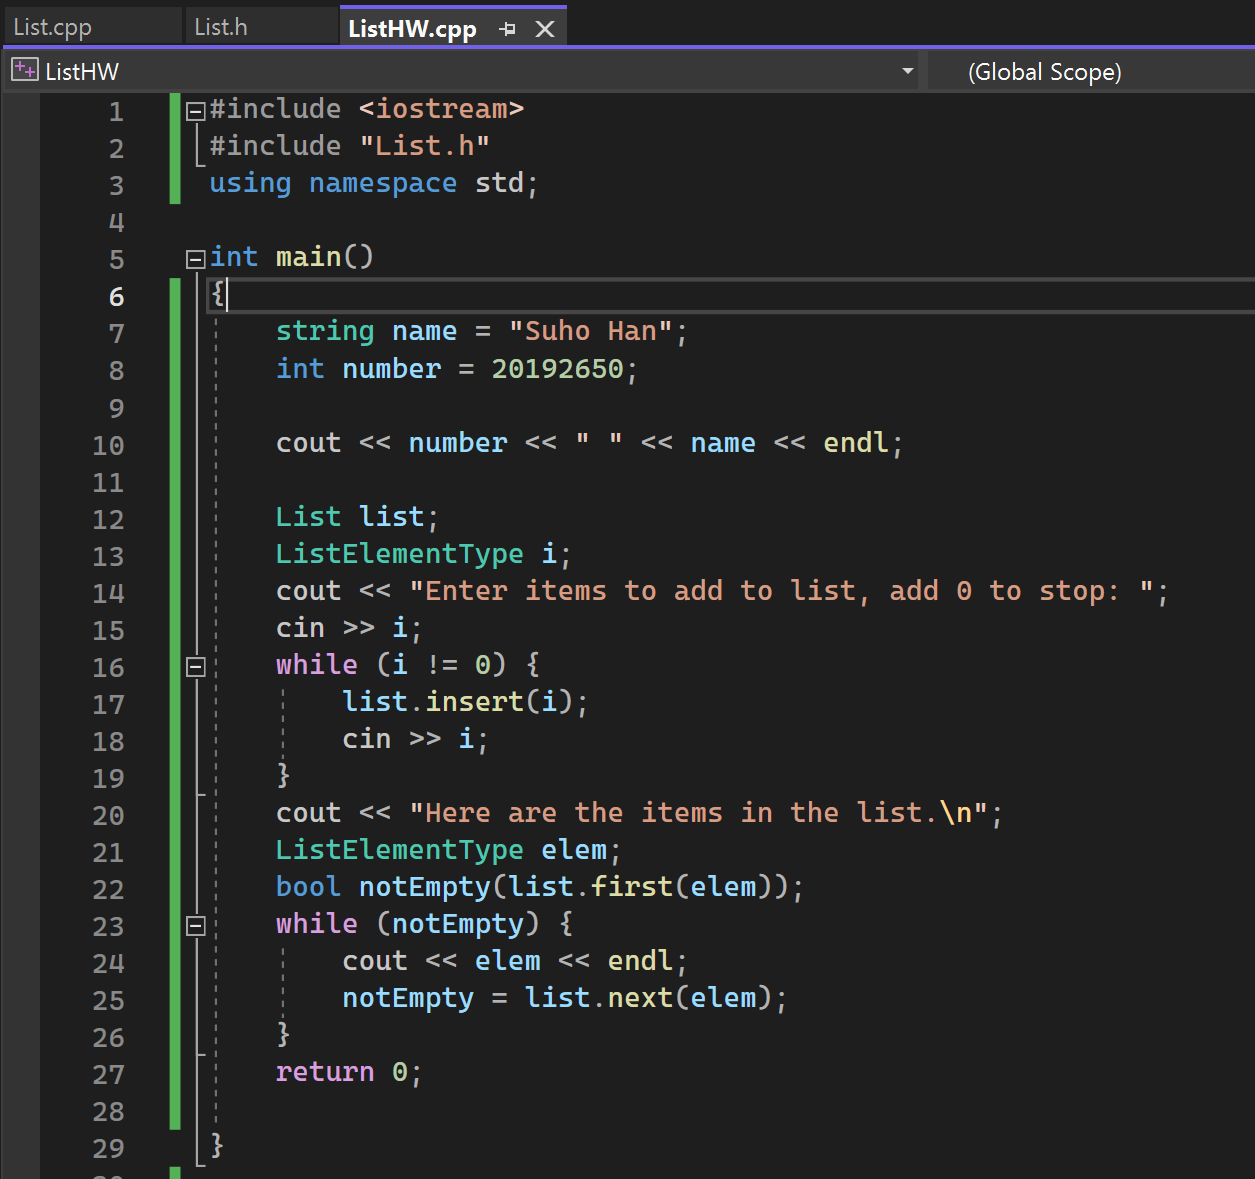 List.cpp List.h ListHW.cpp
ListHW (Global Scope)
1 #include <iostream>
2 #include "List.h"
3 using namespace std;
4
5 int main()
6 {
7 string name = "Suho Han";
8 int number = 20192650;
9
10 cout << number << " " << name << endl;
11
12 List list;
13 ListElementType i;
14 cout << "Enter items to add to list, add 0 to stop: ";
15 cin >> i;
16 while (i != 0) {
17 list.insert(i);
18 cin >> i;
19 }
20 cout << "Here are the items in the list.\n";
21 ListElementType elem;
22 bool notEmpty(list.first(elem));
23 while (notEmpty) {
24 cout << elem << endl;
25 notEmpty = list.next(elem);
26 }
27 return 0;
28
29 }